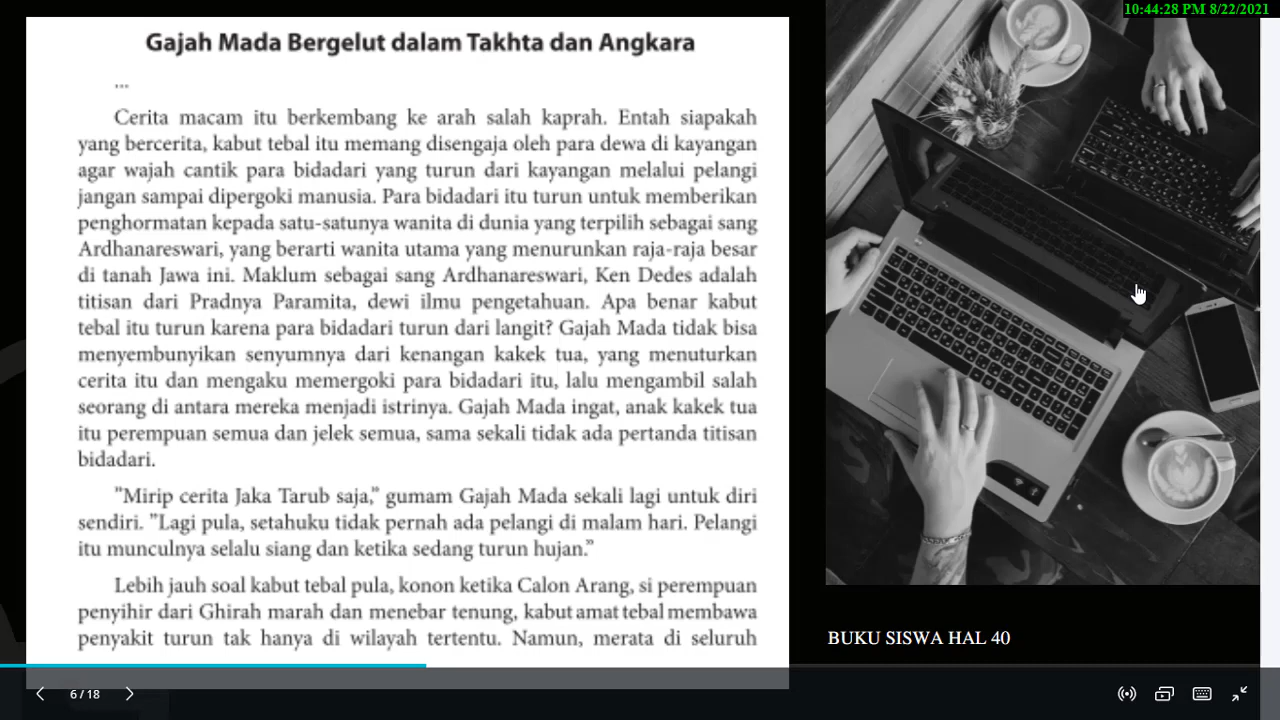 10:44:28 PM 8/22/2021
Gajah Mada Bergelut dalam Takhta dan Angkara
...
Cerita macam itu berkembang ke arah salah kaprah. Entah siapakah
yang bercerita, kabut tebal itu memang disengaja oleh para dewa di kayangan
agar wajah cantik para bidadari yang turun dari kayangan melalui pelangi
jangan sampai dipergoki manusia. Para bidadari itu turun untuk memberikan
penghormatan kepada satu-satunya wanita di dunia yang terpilih sebagai sang
Ardhanareswari, yang berarti wanita utama yang menurunkan raja-raja besar
di tanah Jawa ini. Maklum sebagai sang Ardhanareswari, Ken Dedes adalah
titisan dari Pradnya Paramita, dewi ilmu pengetahuan. Apa benar kabut
tebal itu turun karena para bidadari turun dari langit? Gajah Mada tidak bisa
menyembunyikan senyumnya dari kenangan kakek tua, yang menuturkan
cerita itu dan mengaku memergoki para bidadari itu, lalu mengambil salah
seorang di antara mereka menjadi istrinya. Gajah Mada ingat, anak kakek tua
itu perempuan semua dan jelek semua, sama sekali tidak ada pertanda titisan
bidadari.
"Mirip cerita Jaka Tarub saja," gumam Gajah Mada sekali lagi untuk diri
sendiri. "Lagi pula, setahuku tidak pernah ada pelangi di malam hari. Pelangi
itu munculnya selalu siang dan ketika sedang turun hujan."
Lebih jauh soal kabut tebal pula, konon ketika Calon Arang, si perempuan
penyihir dari Ghirah marah dan menebar tenung, kabut amat tebal membawa
penyakit turun tak hanya di wilayah tertentu. Namun, merata di seluruh
BUKU SISWA HAL 40
6 / 18